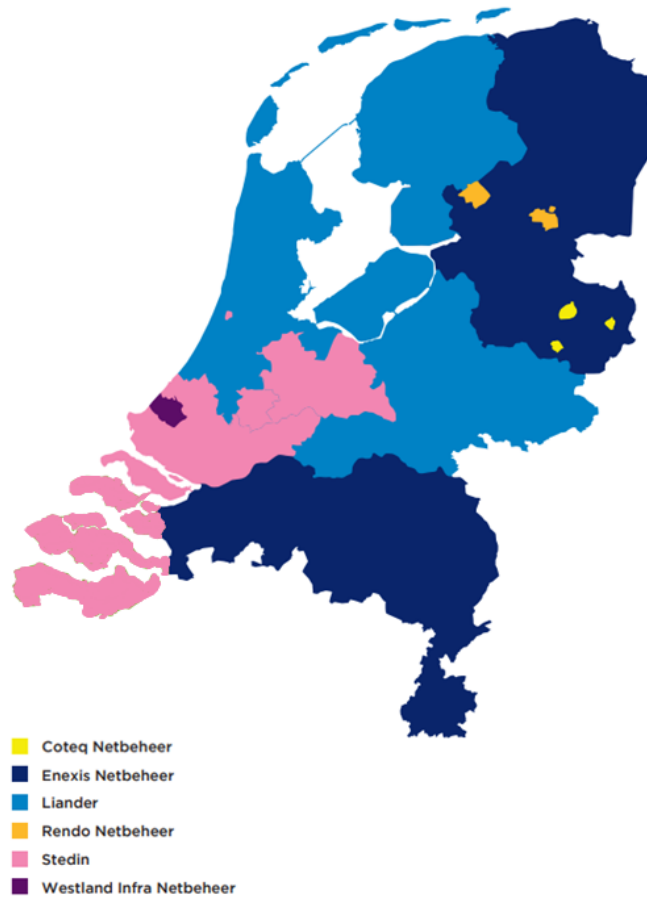 Coteq Netbeheer
Enexis Netbeheer
Liander
Rendo Netbeheer
Stedin
Westland Infra Netbeheer